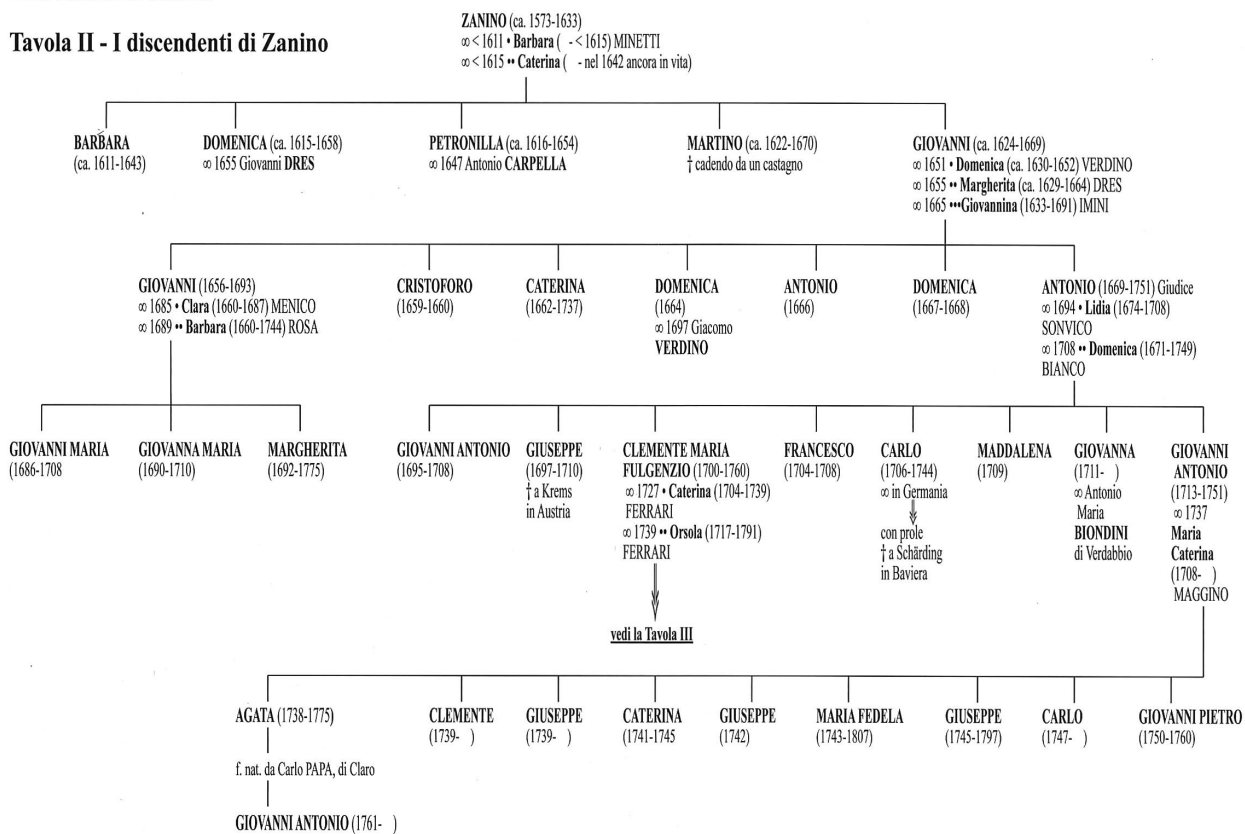 Tavola II - I discendenti di Zanino
ZANINO (ca. 1573-1633)
∞ < 1611 • Barbara (   - < 1615) MINETTI
∞ < 1615 •• Caterina (   - nel 1642 ancora in vita)
BARBARA
(ca. 1611-1643)
DOMENICA (ca. 1615-1658)
∞ 1655 Giovanni DRES
PETRONILLA (ca. 1616-1654)
∞ 1647 Antonio CARPELLA
MARTINO (ca. 1622-1670)
† cadendo da un castagno
GIOVANNI (ca. 1624-1669)
∞ 1651 • Domenica (ca. 1630-1652) VERDINO
∞ 1655 •• Margherita (ca. 1629-1664) DRES
∞ 1665 •••Giovannina (1633-1691) IMINI
GIOVANNI (1656-1693)
∞ 1685 • Clara (1660-1687) MENICO
∞ 1689 •• Barbara (1660-1744) ROSA
CRISTOFORO
(1659-1660)
CATERINA
(1662-1737)
DOMENICA
(1664)
∞ 1697 Giacomo
VERDINO
ANTONIO
(1666)
DOMENICA
(1667-1668)
ANTONIO (1669-1751) Giudice
∞ 1694 • Lidia (1674-1708)
SONVICO
∞ 1708 •• Domenica (1671-1749)
BIANCO
GIOVANNI MARIA
(1686-1708
GIOVANNA MARIA
(1690-1710)
MARGHERITA
(1692-1775)
GIOVANNI ANTONIO
(1695-1708)
GIUSEPPE
(1697-1710)
† a Krems
in Austria
CLEMENTE MARIA
FULGENZIO (1700-1760)
∞ 1727 • Caterina (1704-1739)
FERRARI
∞ 1739 •• Orsola (1717-1791)
FERRARI
vedi la Tavola III
FRANCESCO
(1704-1708)
CARLO
(1706-1744)
∞ in Germania
con prole
† a Schärding
in Baviera
MADDALENA
(1709)
GIOVANNA
(1711-   )
∞ Antonio
Maria
BIONDINI
di Verdabbio
GIOVANNI
ANTONIO
(1713-1751)
∞ 1737
Maria
Caterina
(1708-   )
MAGGINO
AGATA (1738-1775)
f. nat. da Carlo PAPA, di Claro
GIOVANNI ANTONIO (1761-   )
CLEMENTE
(1739-   )
GIUSEPPE
(1739-   )
CATERINA
(1741-1745
GIUSEPPE
(1742)
MARIA FEDELA
(1743-1807)
GIUSEPPE
(1745-1797)
CARLO
(1747-   )
GIOVANNI PIETRO
(1750-1760)